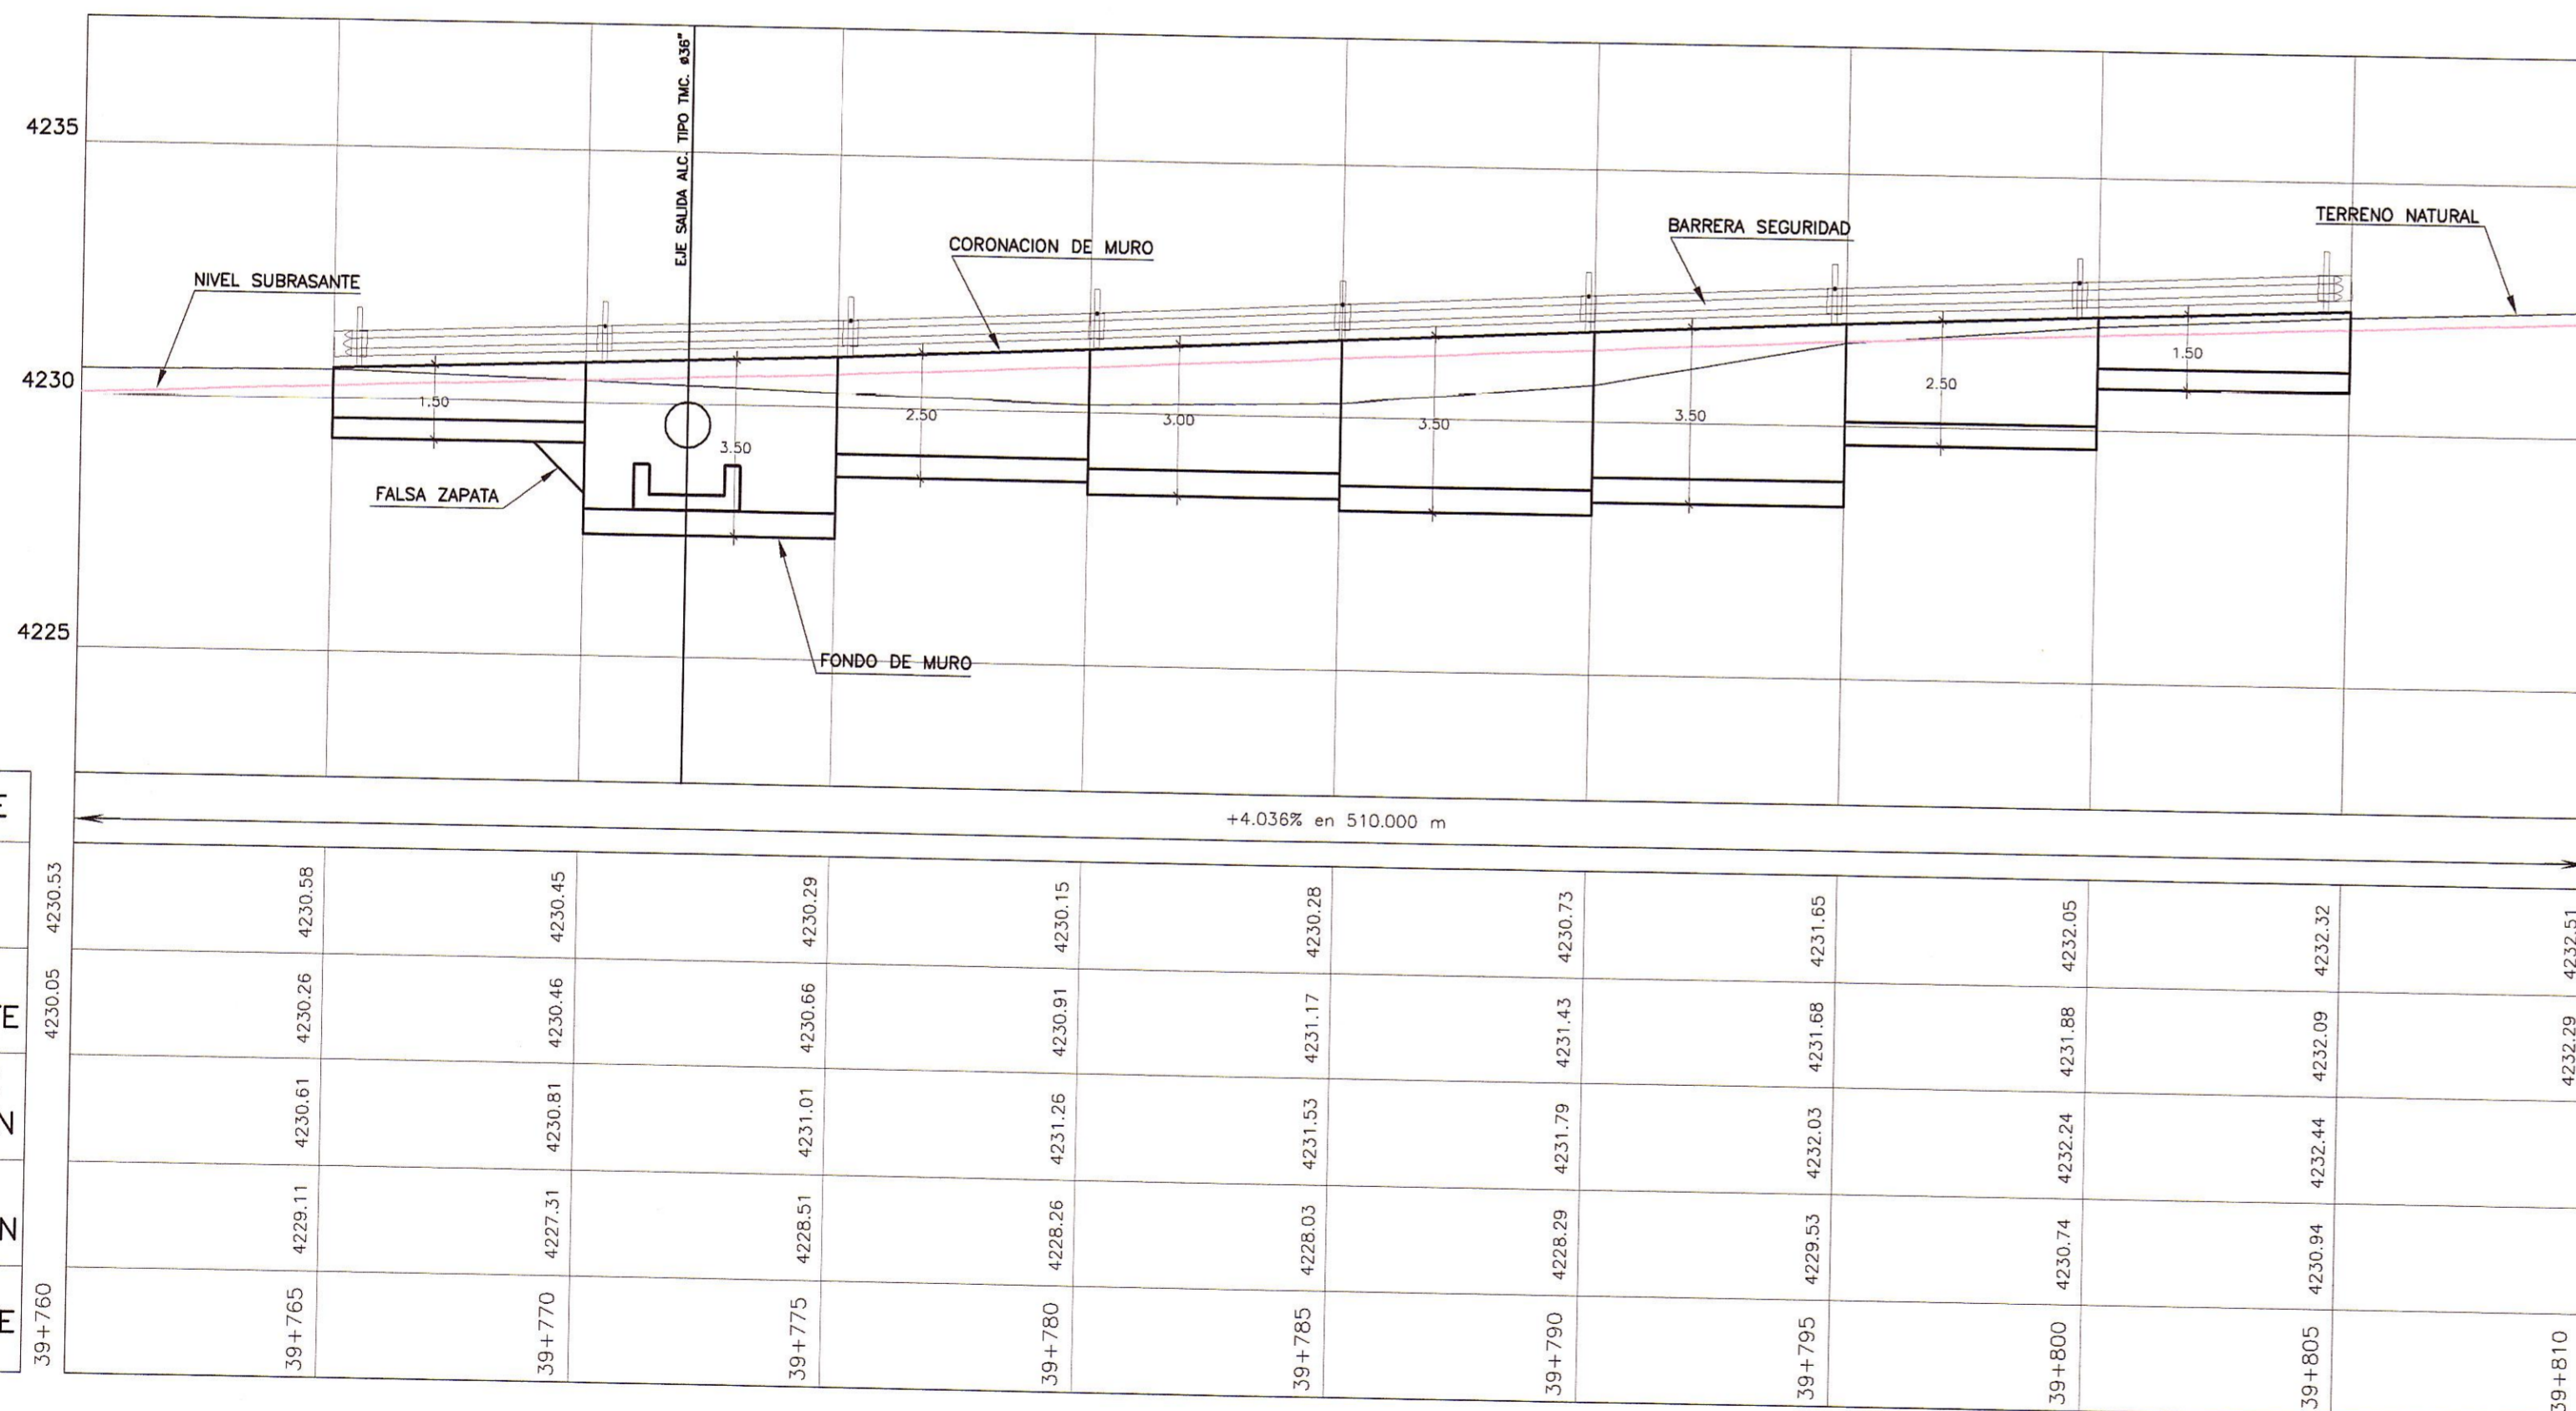 4235
4230
4225
EJE SALIDA ALC. TIPO TMC. ø36"
NIVEL SUBRASANTE
CORONACION DE MURO
BARRERA SEGURIDAD
TERRENO NATURAL
1.50
3.50
2.50
3.00
3.50
3.50
2.50
1.50
FALSA ZAPATA
FONDO DE MURO
+4.036% en 510.000 m
E
4230.53 4230.58 4230.45 4230.29 4230.15 4230.28 4230.73 4231.65 4232.05 4232.32 4232.51
TE
4230.05 4230.26 4230.46 4230.66 4230.91 4231.17 4231.43 4231.68 4231.88 4232.09 4232.29
N
4230.61 4230.81 4231.01 4231.26 4231.53 4231.79 4232.03 4232.24 4232.44
N
4229.11 4227.31 4228.51 4228.26 4228.03 4228.29 4229.53 4230.74 4230.94
E
39+760 39+765 39+770 39+775 39+780 39+785 39+790 39+795 39+800 39+805 39+810